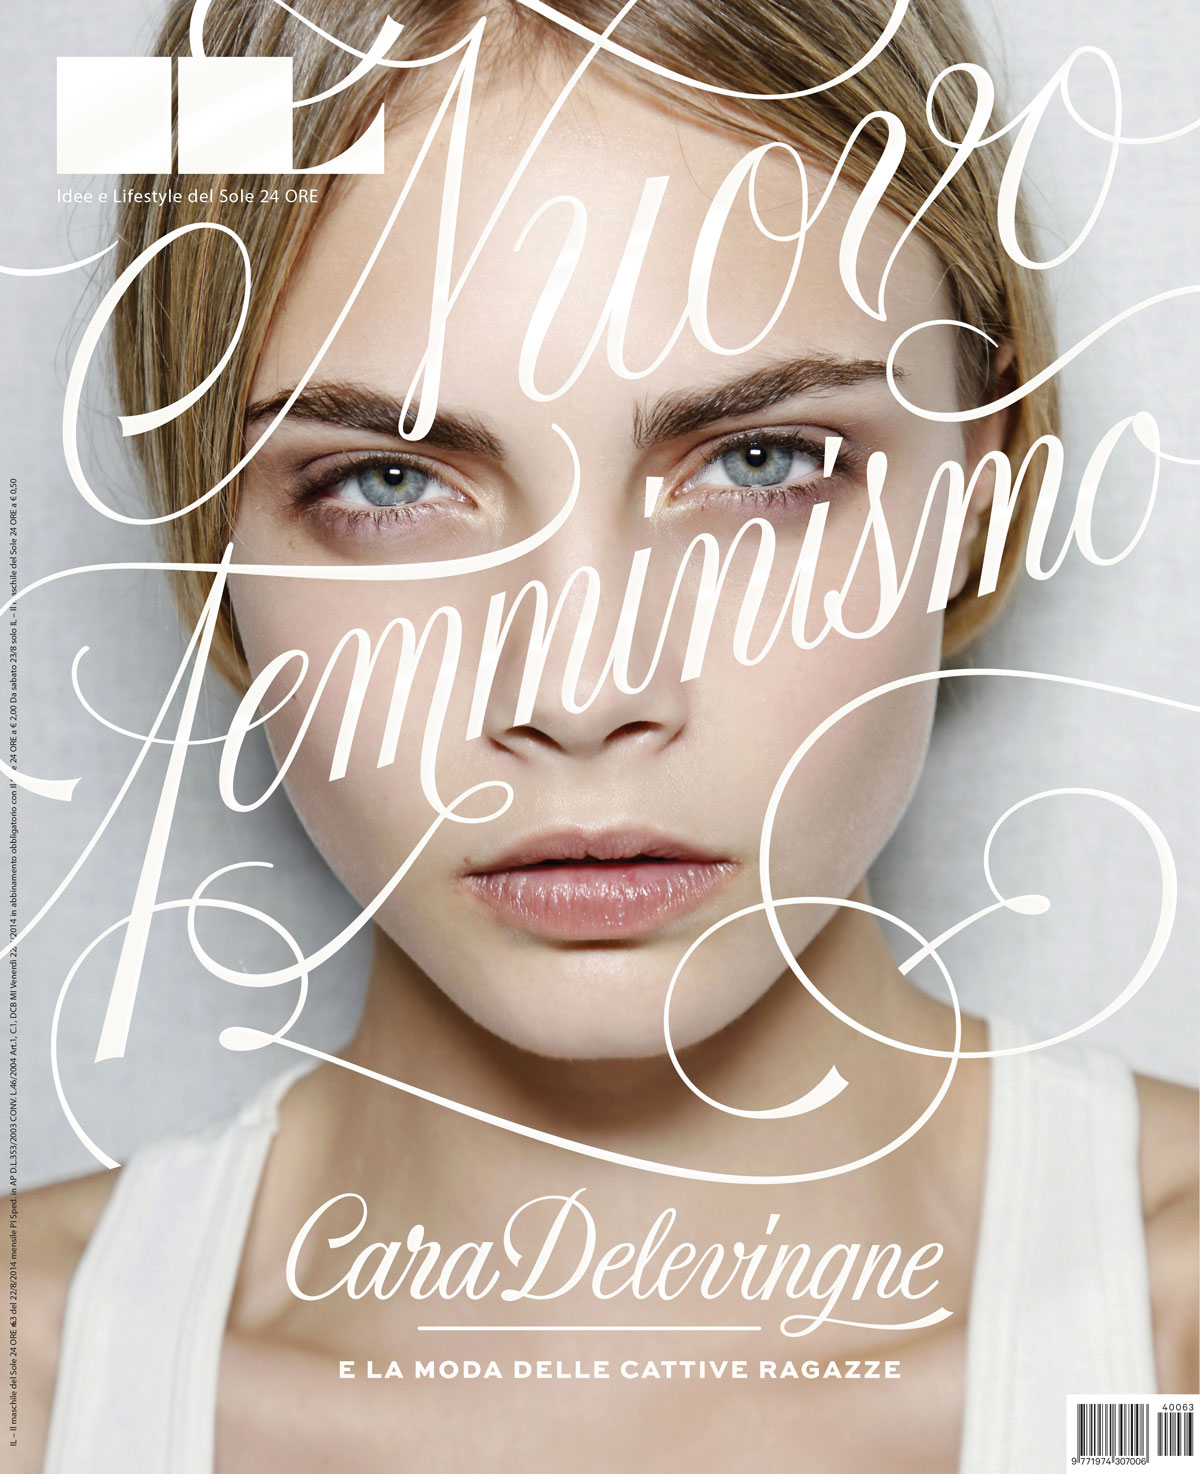 IL
Idee e Lifestyle del Sole 24 ORE
Nuovo
femminismo
Cara Delevingne
E LA MODA DELLE CATTIVE RAGAZZE
40063
9 771974 307006